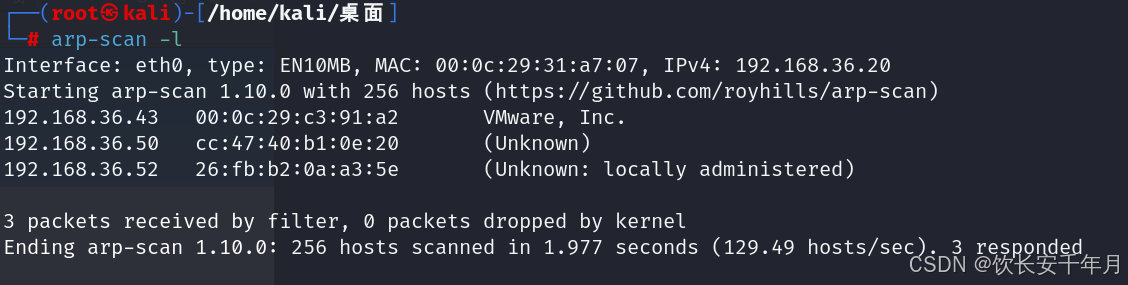 ┌──(root㉿kali)-[/home/kali/桌面]
└─# arp-scan -l
Interface: eth0, type: EN10MB, MAC: 00:0c:29:31:a7:07, IPv4: 192.168.36.20
Starting arp-scan 1.10.0 with 256 hosts (https://github.com/royhills/arp-scan)
192.168.36.43   00:0c:29:c3:91:a2       VMware, Inc.
192.168.36.50   cc:47:40:b1:0e:20       (Unknown)
192.168.36.52   26:fb:b2:0a:a3:5e       (Unknown: locally administered)
3 packets received by filter, 0 packets dropped by kernel
Ending arp-scan 1.10.0: 256 hosts scanned in 1.977 seconds (129.49 hosts/sec). 3 responded
CSDN @饮长安千年月